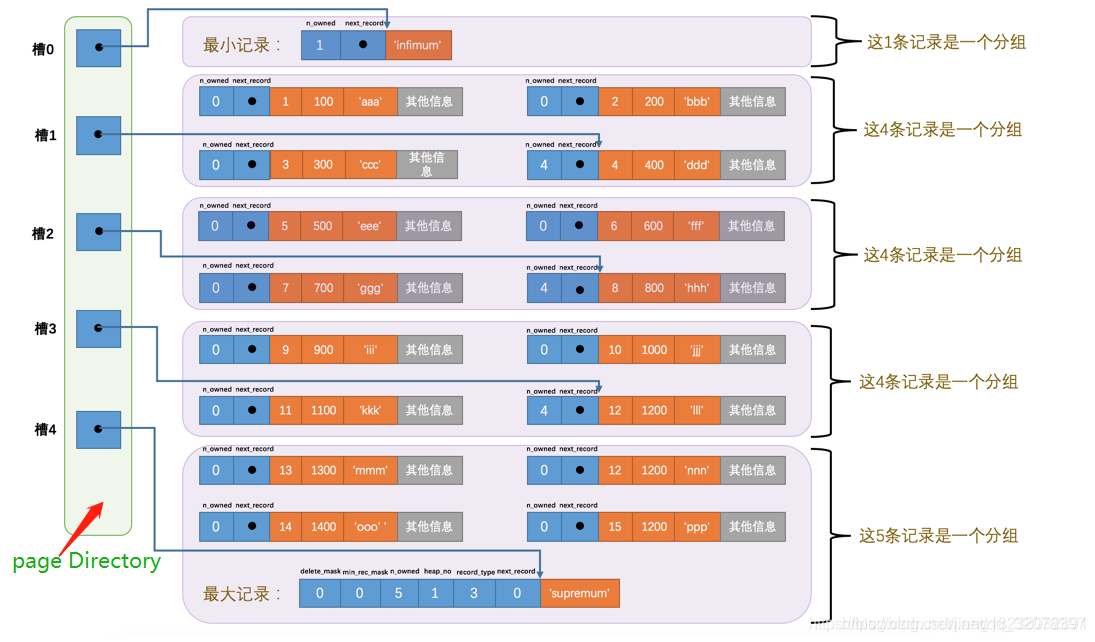 n_owned next_record
槽0
最小记录 :
1
'infimum'
这1条记录是一个分组
n_owned next_record
n_owned next_record
0
1
100
'aaa'
其他信息
0
2
200
'bbb'
其他信息
槽1
这4条记录是一个分组
n_owned next_record
n_owned next_record
0
3
300
'ccc'
其他信
息
4
4
400
'ddd'
其他信息
n_owned next_record
n_owned next_record
0
5
500
'eee'
其他信息
0
6
600
'fff'
其他信息
槽2
这4条记录是一个分组
n_owned next_record
n_owned next_record
0
7
700
'ggg'
其他信息
4
8
800
'hhh'
其他信息
槽3
n_owned next_record
n_owned next_record
0
9
900
'iii'
其他信息
0
10
1000
'jjj'
其他信息
这4条记录是一个分组
n_owned next_record
n_owned next_record
0
11
1100
'kkk'
其他信息
4
12
1200
'lll'
其他信息
槽4
n_owned next_record
n_owned next_record
0
13
1300
'mmm'
其他信息
0
12
1200
'nnn'
其他信息
n_owned next_record
n_owned next_record
0
14
1400
'ooo' '
其他信息
0
15
1200
'ppp'
其他信息
这5条记录是一个分组
page Directory
delete_mask min_rec_mask n_owned heap_no record_type next_record
最大记录 :
0
0
5
1
3
0
'supremum'